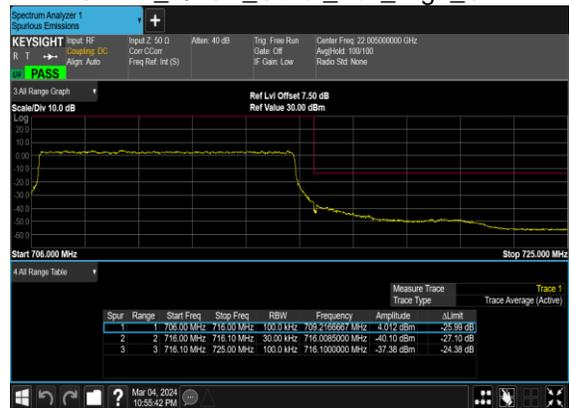 Spectrum Analyzer 1
Spurious Emissions
+
KEYSIGHT Input: RF Input Z: 50 Ω Atten: 40 dB Trig: Free Run Center Freq: 22.005000000 GHz
R T Coupling: DC Corr CCorr Gate: Off Avg|Hold: 100/100
Align: Auto Freq Ref: Int (S) IF Gain: Low Radio Std: None
PASS
3 All Range Graph
Ref Lvl Offset 7.50 dB
Scale/Div 10.0 dB Ref Value 30.00 dBm
Log
20.0
10.0
0.00
-10.0
-20.0
-30.0
-40.0
-50.0
-60.0
Start 706.000 MHz Stop 725.000 MHz
4 All Range Table
Measure Trace Trace 1
Trace Type Trace Average (Active)
Spur Range Start Freq Stop Freq RBW Frequency Amplitude ΔLimit
1 1 706.00 MHz 716.00 MHz 100.0 kHz 709.2166667 MHz 4.012 dBm -25.99 dB
2 2 716.00 MHz 716.10 MHz 30.00 kHz 716.0085000 MHz -40.10 dBm -27.10 dB
3 3 716.10 MHz 725.00 MHz 100.0 kHz 716.1000000 MHz -37.38 dBm -24.38 dB
? Mar 04, 2024
10:55:42 PM